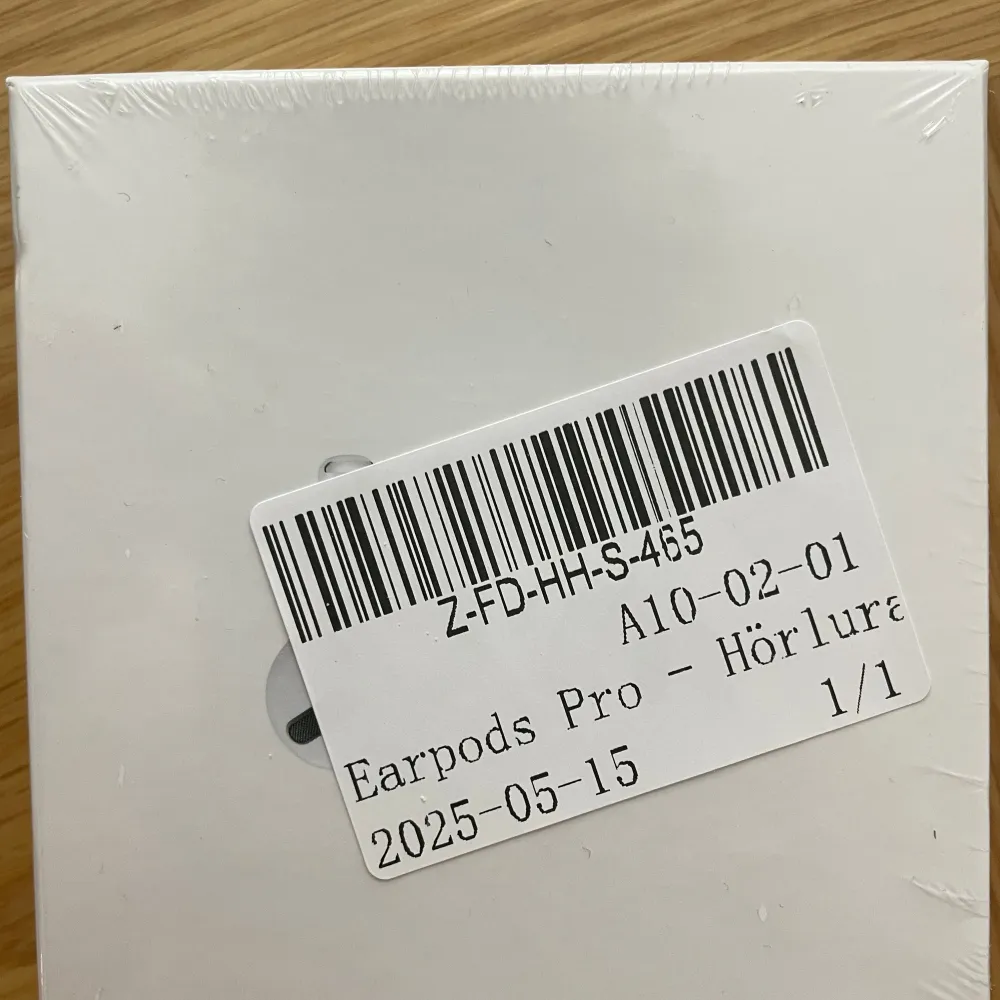 Z-FD-HH-S-465
A10-02-01
Earpods Pro - Hörlura
1/1
2025-05-15